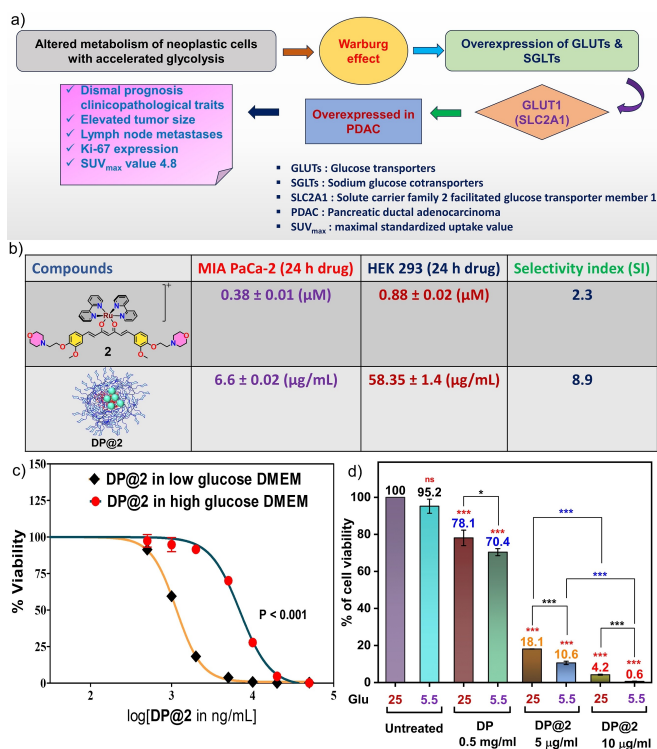 a)
Altered metabolism of neoplastic cells
with accelerated glycolysis
Warburg
effect
Overexpression of GLUTs &
SGLTs
GLUT1
(SLC2A1)
Overexpressed in
PDAC
✓ Dismal prognosis
clinicopathological traits
✓ Elevated tumor size
✓ Lymph node metastases
✓ Ki-67 expression
✓ SUVmax value 4.8
▪ GLUTs : Glucose transporters
▪ SGLTs : Sodium glucose cotransporters
▪ SLC2A1 : Solute carrier family 2 facilitated glucose transporter member 1
▪ PDAC : Pancreatic ductal adenocarcinoma
▪ SUVmax : maximal standardized uptake value
b)
Compounds MIA PaCa-2 (24 h drug) HEK 293 (24 h drug) Selectivity index (SI)
0.38 ± 0.01 (μM) 0.88 ± 0.02 (μM) 2.3
+
N N
N Ru N
O O
O N O O O N O
2
6.6 ± 0.02 (μg/mL) 58.35 ± 1.4 (μg/mL) 8.9
DP@2
c)
% Viability
150
125
100
75
50
25
0
DP@2 in low glucose DMEM
DP@2 in high glucose DMEM
P < 0.001
2 3 4 5
log[DP@2 in ng/mL]
d)
% of cell viability
100
80
60
40
20
0
100
ns
95.2
*
***
78.1
***
70.4
***
***
***
18.1
***
10.6
***
***
***
4.2
***
0.6
Glu 25 5.5 25 5.5 25 5.5 25 5.5
Untreated
DP
0.5 mg/ml
DP@2
5 μg/ml
DP@2
10 μg/ml